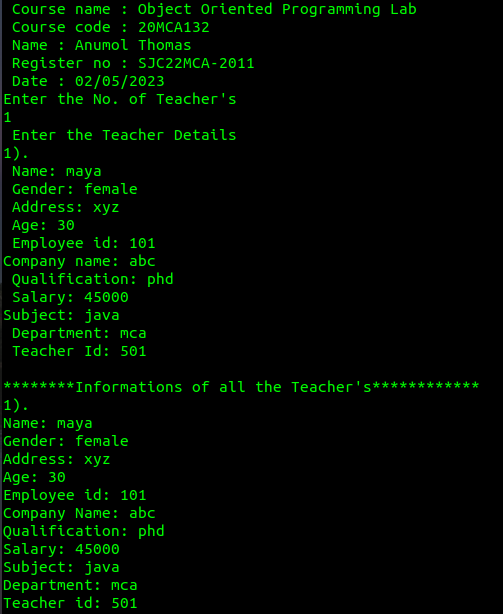 Course name : Object Oriented Programming Lab
Course code : 20MCA132
Name : Anumol Thomas
Register no : SJC22MCA-2011
Date : 02/05/2023
Enter the No. of Teacher's
1
Enter the Teacher Details
1).
Name: maya
Gender: female
Address: xyz
Age: 30
Employee id: 101
Company name: abc
Qualification: phd
Salary: 45000
Subject: java
Department: mca
Teacher Id: 501
********Informations of all the Teacher's************
1).
Name: maya
Gender: female
Address: xyz
Age: 30
Employee id: 101
Company Name: abc
Qualification: phd
Salary: 45000
Subject: java
Department: mca
Teacher id: 501